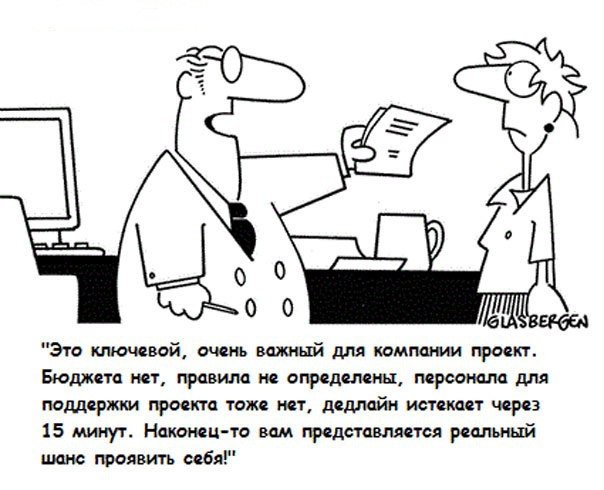 GLASBERGEN
"Это ключевой, очень важный для компании проект.
Бюджета нет, правила не определены, персонала для
поддержки проекта тоже нет, дедлайн истекает через
15 минут. Наконец-то вам представляется реальный
шанс проявить себя!"